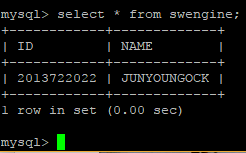 mysql> select * from swengine;
+------------+--------------+
| ID         | NAME         |
+------------+--------------+
| 2013722022 | JUNYOUNGOCK  |
+------------+--------------+
1 row in set (0.00 sec)
mysql>